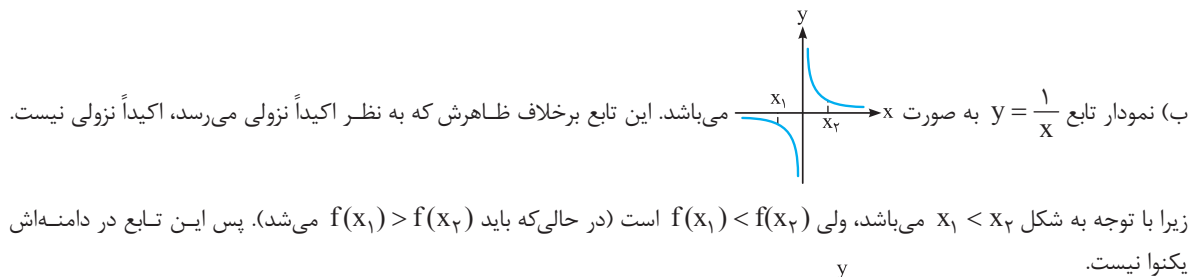 y
ب) نمودار تابع y = ۱/x به صورت x₁ x₂ x می‌باشد. این تابع برخلاف ظاهرش که به نظر اکیداً نزولی می‌رسد، اکیداً نزولی نیست.
زیرا با توجه به شکل x₁ < x₂ می‌باشد، ولی f(x₁) < f(x₂) است (در حالی‌که باید f(x₁) > f(x₂) می‌شد). پس این تابع در دامنه‌اش
یکنوا نیست.
y